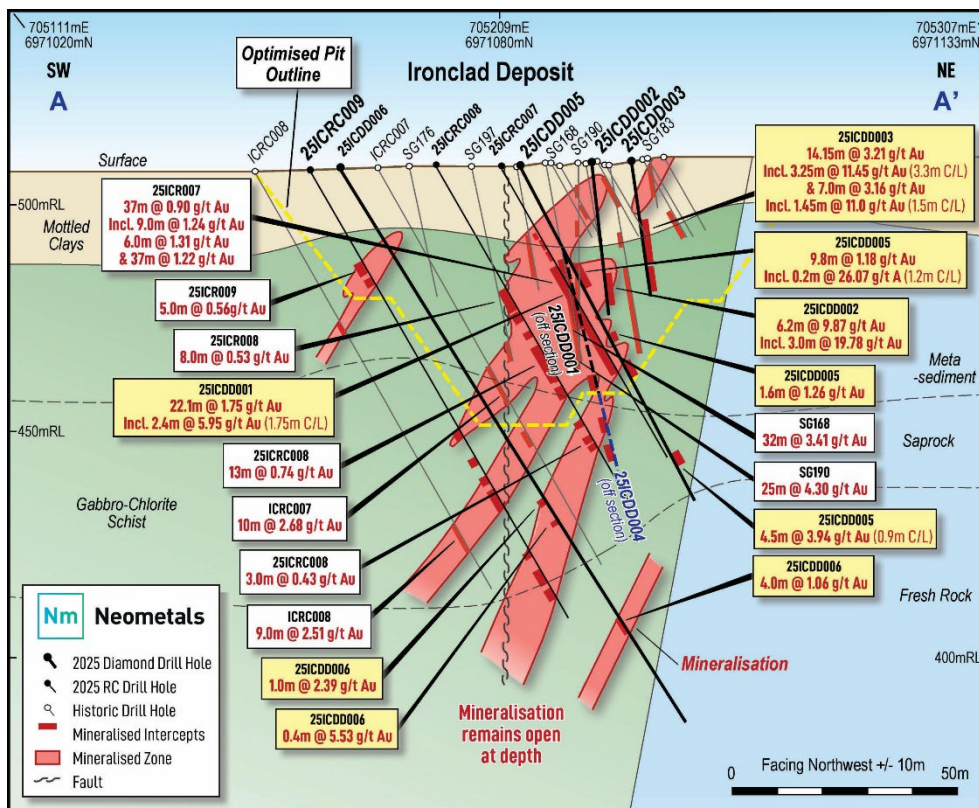 705111mE
6971020mN
705209mE
6971080mN
705307mE
6971133mN
SW
A
Optimised Pit
Outline
Ironclad Deposit
NE
A'
Surface
ICRC008
25ICRC009
25ICDD006
ICRC007
SG176
25ICRC008
SG197
25ICRC007
25ICDD005
SG168
SG190
25ICDD002
25ICDD003
SG183
500mRL
Mottled
Clays
450mRL
Gabbro-Chlorite
Schist
25ICR007
37m @ 0.90 g/t Au
Incl. 9.0m @ 1.24 g/t Au
6.0m @ 1.31 g/t Au
& 37m @ 1.22 g/t Au
25ICR009
5.0m @ 0.56g/t Au
25ICR008
8.0m @ 0.53 g/t Au
25ICDD001
22.1m @ 1.75 g/t Au
Incl. 2.4m @ 5.95 g/t Au (1.75m C/L)
25ICRC008
13m @ 0.74 g/t Au
ICRC007
10m @ 2.68 g/t Au
25ICRC008
3.0m @ 0.43 g/t Au
ICRC008
9.0m @ 2.51 g/t Au
25ICDD006
1.0m @ 2.39 g/t Au
25ICDD006
0.4m @ 5.53 g/t Au
25ICDD001
(off section)
25ICDD004
(off section)
25ICDD003
14.15m @ 3.21 g/t Au
Incl. 3.25m @ 11.45 g/t Au (3.3m C/L)
& 7.0m @ 3.16 g/t Au
Incl. 1.45m @ 11.0 g/t Au (1.5m C/L)
25ICDD005
9.8m @ 1.18 g/t Au
Incl. 0.2m @ 26.07 g/t A (1.2m C/L)
25ICDD002
6.2m @ 9.87 g/t Au
Incl. 3.0m @ 19.78 g/t Au
25ICDD005
1.6m @ 1.26 g/t Au
SG168
32m @ 3.41 g/t Au
SG190
25m @ 4.30 g/t Au
25ICDD005
4.5m @ 3.94 g/t Au (0.9m C/L)
25ICDD006
4.0m @ 1.06 g/t Au
Meta
-sediment
Saprock
Fresh Rock
400mRL
Mineralisation
Mineralisation
remains open
at depth
Nm Neometals
2025 Diamond Drill Hole
2025 RC Drill Hole
Historic Drill Hole
Mineralised Intercepts
Mineralised Zone
Fault
Facing Northwest +/- 10m
0
50m